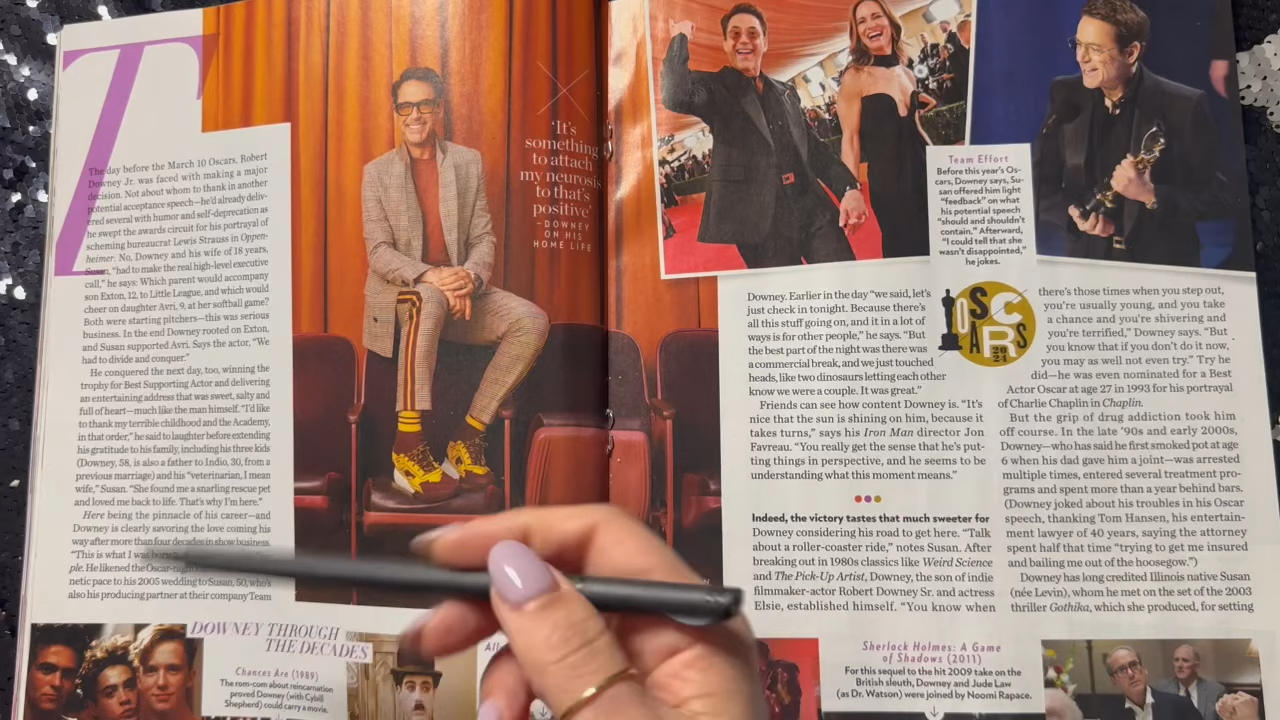 T
The day before the March 10 Oscars, Robert
Downey Jr. was faced with making a major
decision. Not about whom to thank in another
potential acceptance speech—he'd already deliv-
ered several with humor and self-deprecation as
he swept the awards circuit for his portrayal of
scheming bureaucrat Lewis Strauss in Oppen-
heimer. No, Downey and his wife of 18 years,
Susan, "had to make the real high-level executive
call," he says: Which parent would accompany
son Exton, 12, to Little League, and which would
cheer on daughter Avri, 9, at her softball game?
Both were starting pitchers—this was serious
business. In the end Downey rooted on Exton,
and Susan supported Avri. Says the actor, "We
had to divide and conquer."
He conquered the next day, too, winning the
trophy for Best Supporting Actor and delivering
an entertaining address that was sweet, salty and
full of heart—much like the man himself. "I'd like
to thank my terrible childhood and the Academy,
in that order," he said to laughter before extending
his gratitude to his family, including his three kids
(Downey, 58, is also a father to Indio, 30, from a
previous marriage) and his "veterinarian, I mean
wife," Susan. "She found me a snarling rescue pet
and loved me back to life. That's why I'm here."
Here being the pinnacle of his career—and
Downey is clearly savoring the love coming his
way after more than four decades in show business.
"This is what I was
ple. He likened the Oscar-night
netic pace to his 2005 wedding to Susan, 50, who's
also his producing partner at their company Team
'It's
something
to attach
my neurosis
to that's
positive'
–DOWNEY
ON HIS
HOME LIFE
Team Effort
Before this year's Os-
cars, Downey says, Su-
san offered him light
"feedback" on what
his potential speech
"should and shouldn't
contain." Afterward,
"I could tell that she
wasn't disappointed,"
he jokes.
Downey. Earlier in the day "we said, let's
just check in tonight. Because there's
all this stuff going on, and it in a lot of
ways is for other people," he says. "But
the best part of the night was there was
a commercial break, and we just touched
heads, like two dinosaurs letting each other
know we were a couple. It was great."
Friends can see how content Downey is. "It's
nice that the sun is shining on him, because it
takes turns," says his Iron Man director Jon
Favreau. "You really get the sense that he's put-
ting things in perspective, and he seems to be
understanding what this moment means."
Indeed, the victory tastes that much sweeter for
Downey considering his road to get here. "Talk
about a roller-coaster ride," notes Susan. After
breaking out in 1980s classics like Weird Science
and The Pick-Up Artist, Downey, the son of indie
filmmaker-actor Robert Downey Sr. and actress
Elsie, established himself. "You know when
OSCARS
2024
there's those times when you step out,
you're usually young, and you take
a chance and you're shivering and
you're terrified," Downey says. "But
you know that if you don't do it now,
you may as well not even try." Try he
did—he was even nominated for a Best
Actor Oscar at age 27 in 1993 for his portrayal
of Charlie Chaplin in Chaplin.
But the grip of drug addiction took him
off course. In the late '90s and early 2000s,
Downey—who has said he first smoked pot at age
6 when his dad gave him a joint—was arrested
multiple times, entered several treatment pro-
grams and spent more than a year behind bars.
(Downey joked about his troubles in his Oscar
speech, thanking Tom Hansen, his entertain-
ment lawyer of 40 years, saying the attorney
spent half that time "trying to get me insured
and bailing me out of the hoosegow.")
Downey has long credited Illinois native Susan
(née Levin), whom he met on the set of the 2003
thriller Gothika, which she produced, for setting
DOWNEY THROUGH
THE DECADES
Chances Are (1989)
The rom-com about reincarnation
proved Downey (with Cybill
Shepherd) could carry a movie.
Sherlock Holmes: A Game
of Shadows (2011)
For this sequel to the hit 2009 take on the
British sleuth, Downey and Jude Law
(as Dr. Watson) were joined by Noomi Rapace.